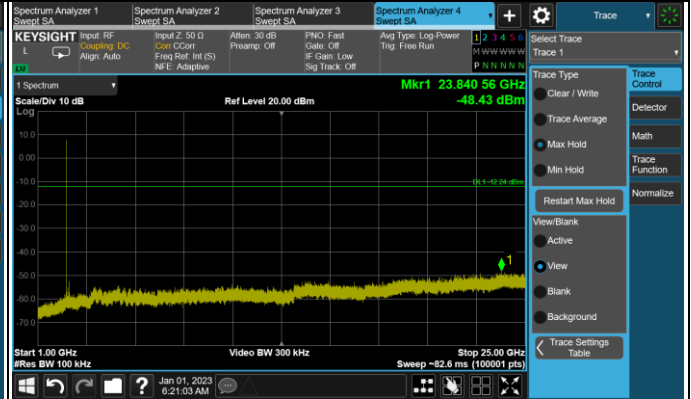 Spectrum Analyzer 1
Swept SA
Spectrum Analyzer 2
Swept SA
Spectrum Analyzer 3
Swept SA
Spectrum Analyzer 4
Swept SA
+
Trace
KEYSIGHT
L
LXI
Input: RF
Coupling: DC
Align: Auto
Input Z: 50 Ω
Corr CCorr
Freq Ref: Int (S)
NFE: Adaptive
Atten: 30 dB
Preamp: Off
PNO: Fast
Gate: Off
IF Gain: Low
Sig Track: Off
Avg Type: Log-Power
Trig: Free Run
1 2 3 4 5 6
M W W W W W
P N N N N N
Select Trace
Trace 1
1 Spectrum
Scale/Div 10 dB
Log
Ref Level 20.00 dBm
Mkr1 23.840 56 GHz
-48.43 dBm
10.0
0.00
-10.0
-20.0
-30.0
-40.0
-50.0
-60.0
-70.0
DL1 -12.24 dBm
1
Start 1.00 GHz
#Res BW 100 kHz
Video BW 300 kHz
Stop 25.00 GHz
Sweep ~82.6 ms (100001 pts)
Trace Type
Clear / Write
Trace Average
Max Hold
Min Hold
Restart Max Hold
View/Blank
Active
View
Blank
Background
Trace Settings
Table
Trace
Control
Detector
Math
Trace
Function
Normalize
?
Jan 01, 2023
6:21:03 AM